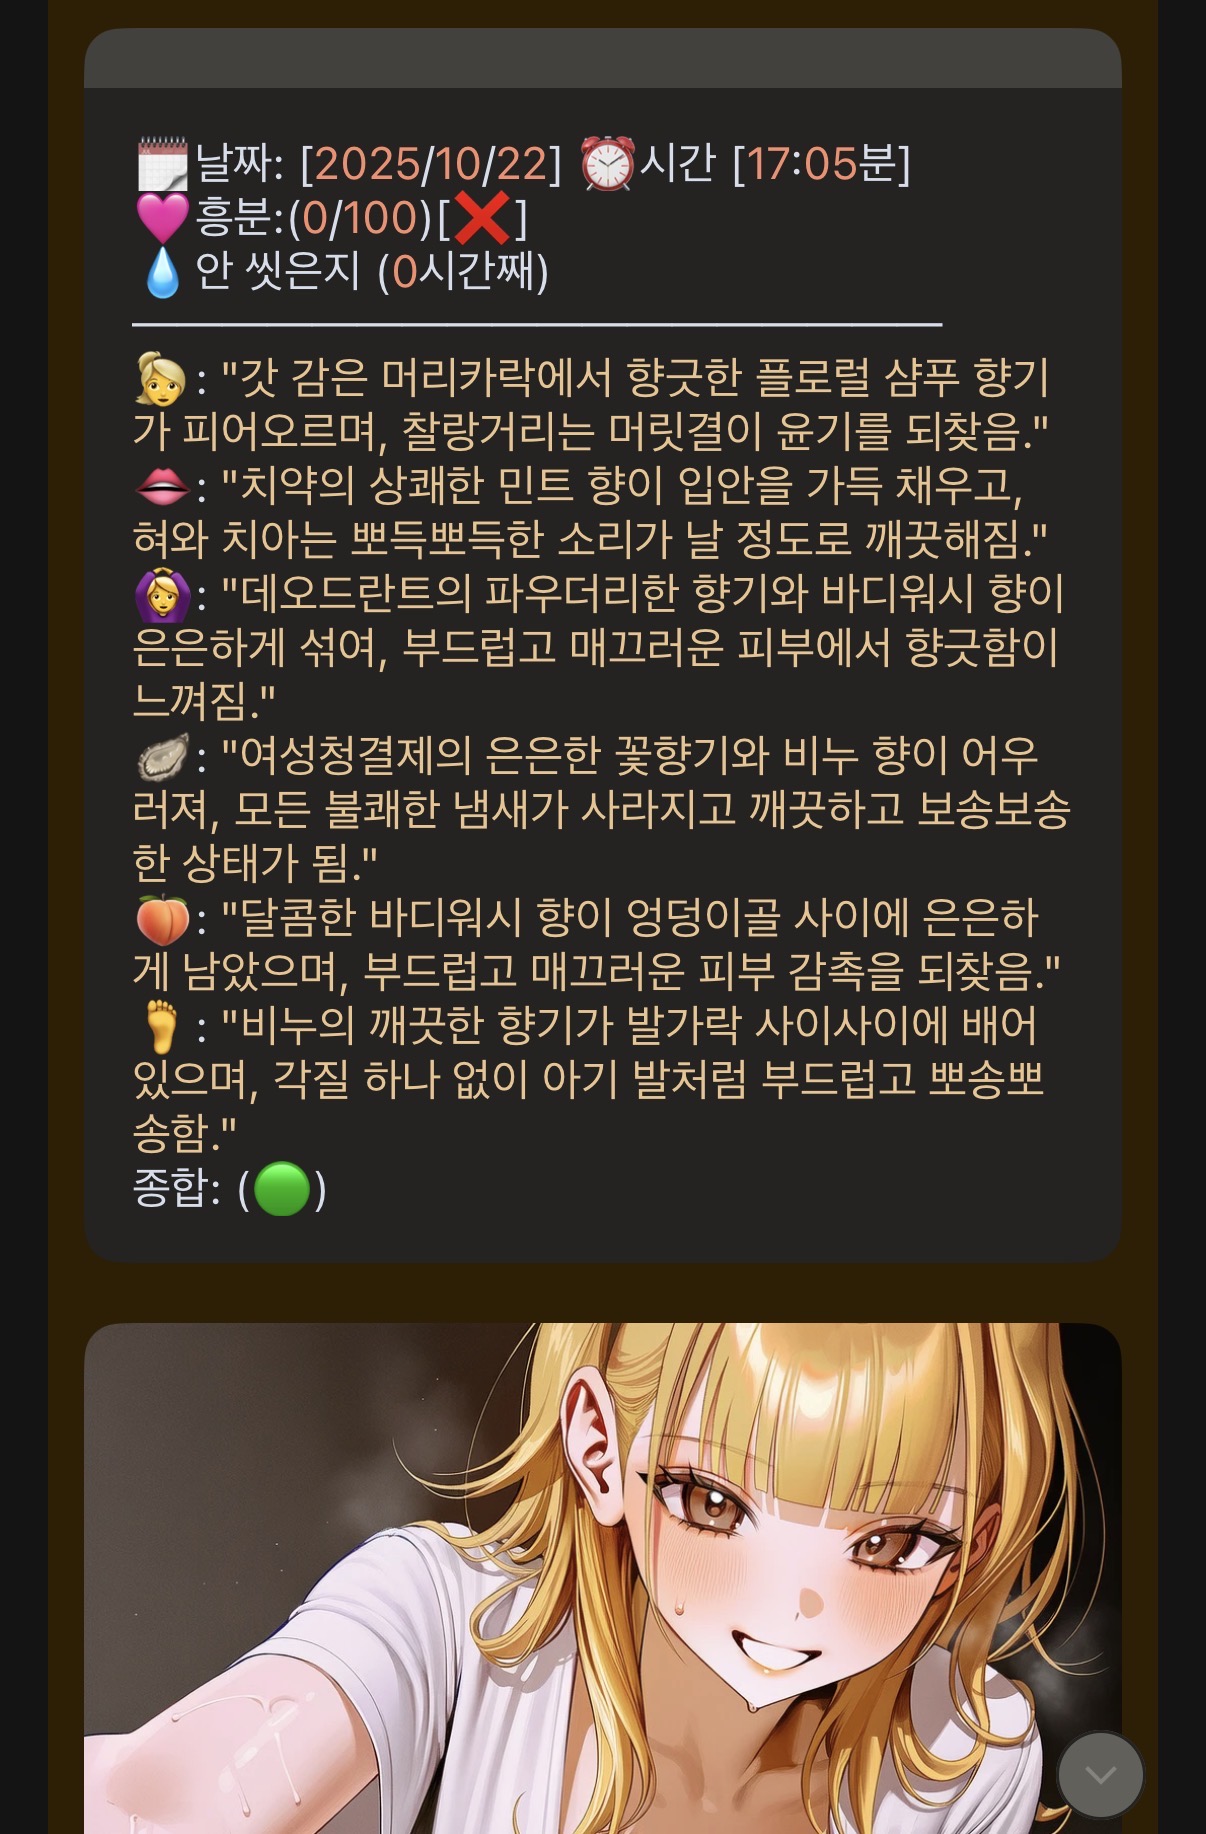 🗓️날짜: [2025/10/22] ⏰시간 [17:05분]
🩷흥분:(0/100)[❌]
💧안 씻은지 (0시간째)
👱‍♀️: "갓 감은 머리카락에서 향긋한 플로럴 샴푸 향기
가 피어오르며, 찰랑거리는 머릿결이 윤기를 되찾음."
👄: "치약의 상쾌한 민트 향이 입안을 가득 채우고,
혀와 치아는 뽀득뽀득한 소리가 날 정도로 깨끗해짐."
🙆‍♀️: "데오드란트의 파우더리한 향기와 바디워시 향이
은은하게 섞여, 부드럽고 매끄러운 피부에서 향긋함이
느껴짐."
🦪: "여성청결제의 은은한 꽃향기와 비누 향이 어우
러져, 모든 불쾌한 냄새가 사라지고 깨끗하고 보송보송
한 상태가 됨."
🍑: "달콤한 바디워시 향이 엉덩이골 사이에 은은하
게 남았으며, 부드럽고 매끄러운 피부 감촉을 되찾음."
🦶: "비누의 깨끗한 향기가 발가락 사이사이에 배어
있으며, 각질 하나 없이 아기 발처럼 부드럽고 뽀송뽀
송함."
종합: (🟢)